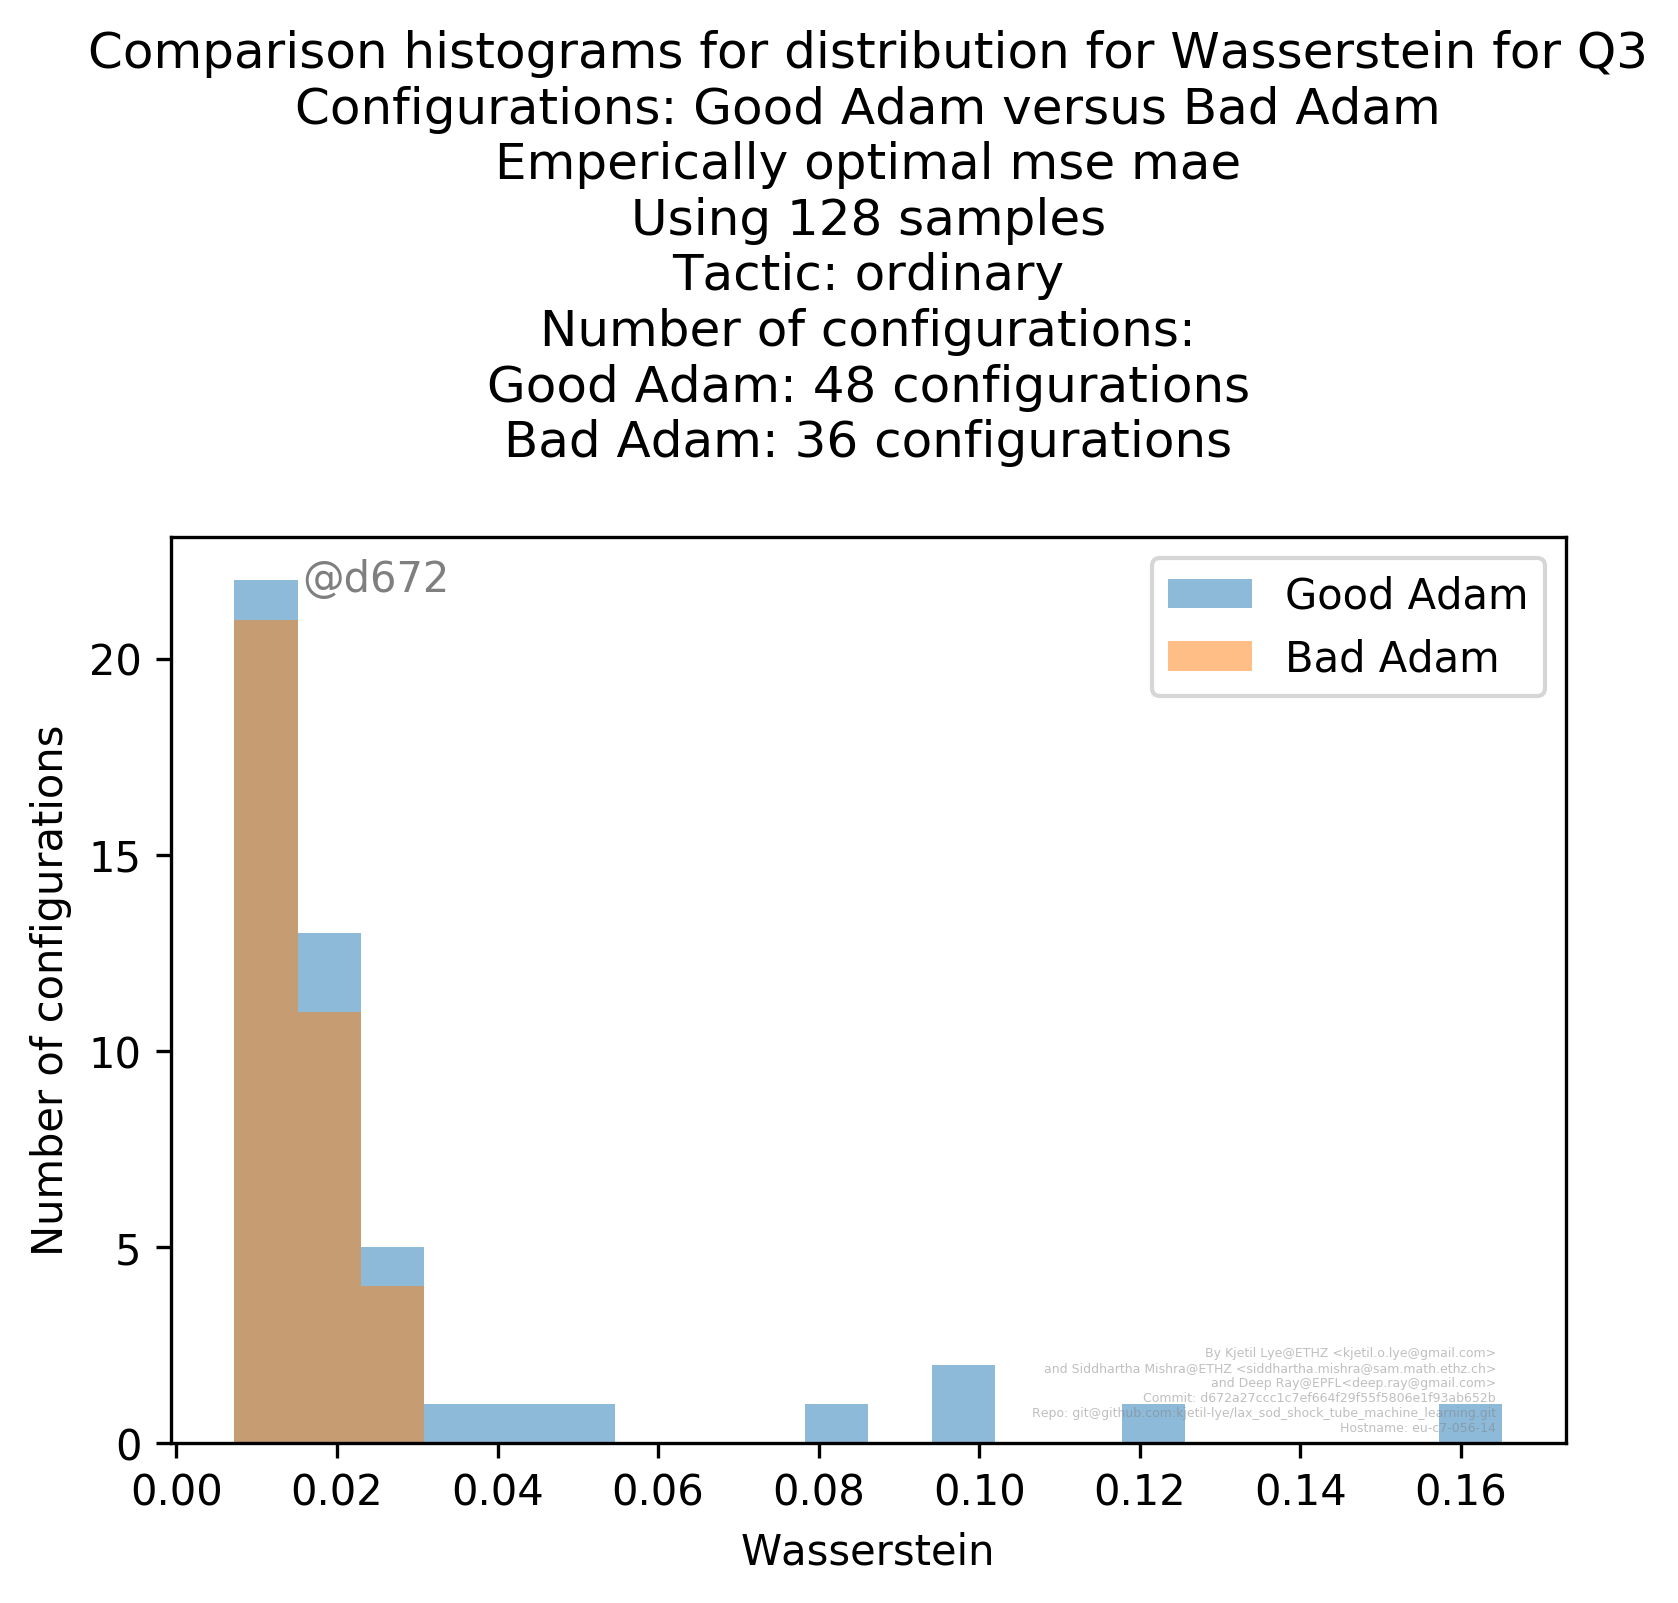 Comparison histograms for distribution for Wasserstein for Q3
Configurations: Good Adam versus Bad Adam
Emperically optimal mse mae
Using 128 samples
Tactic: ordinary
Number of configurations:
Good Adam: 48 configurations
Bad Adam: 36 configurations
@d672
Good Adam
Bad Adam
20
15
10
5
0
Number of configurations
By Kjetil Lye@ETHZ <kjetil.o.lye@gmail.com>
and Siddhartha Mishra@ETHZ <siddhartha.mishra@sam.math.ethz.ch>
and Deep Ray@EPFL<deep.ray@gmail.com>
Commit: d672a27ccc1c7ef664f29f55f5806e1f93ab652b
Repo: git@github.com:kjetil-lye/lax_sod_shock_tube_machine_learning.git
Hostname: eu-c7-056-14
0.00 0.02 0.04 0.06 0.08 0.10 0.12 0.14 0.16
Wasserstein